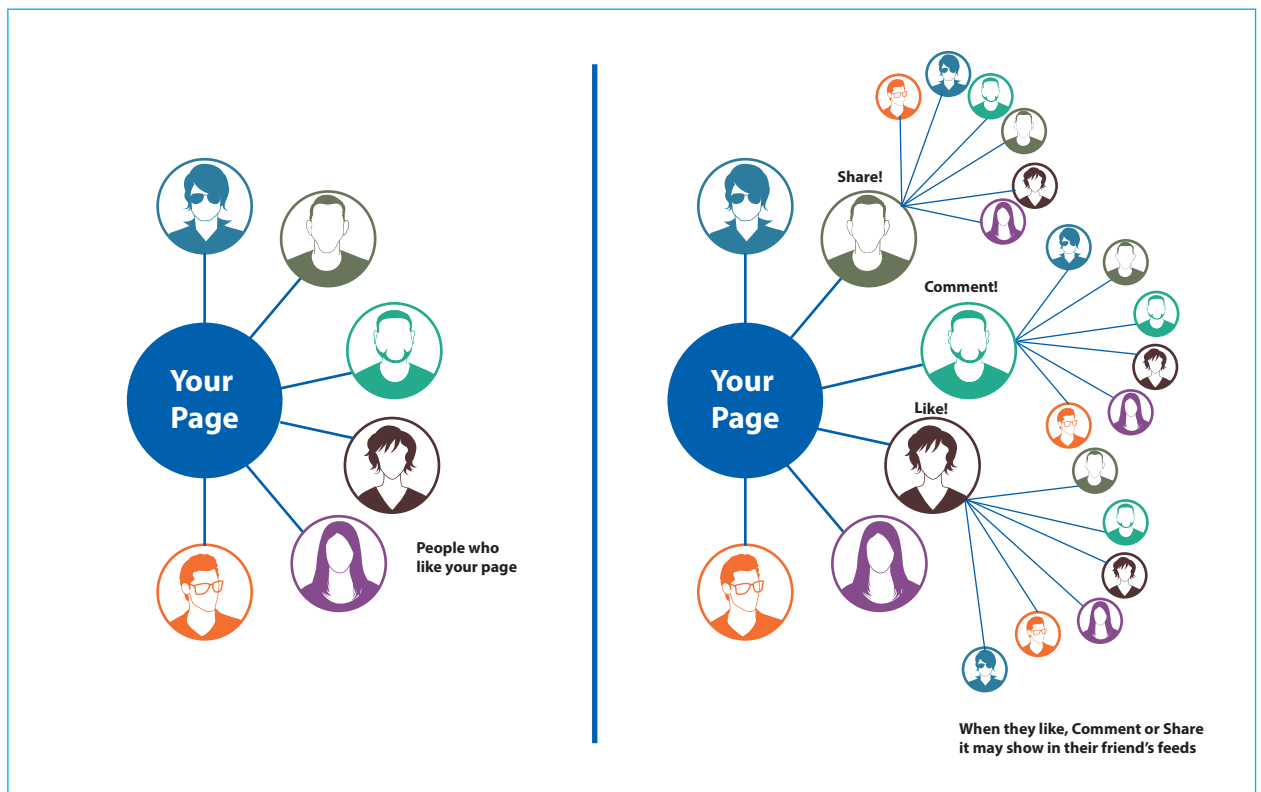 Your
Page
People who
like your page
Share!
Comment!
Your
Page
Like!
When they like, Comment or Share
it may show in their friend's feeds